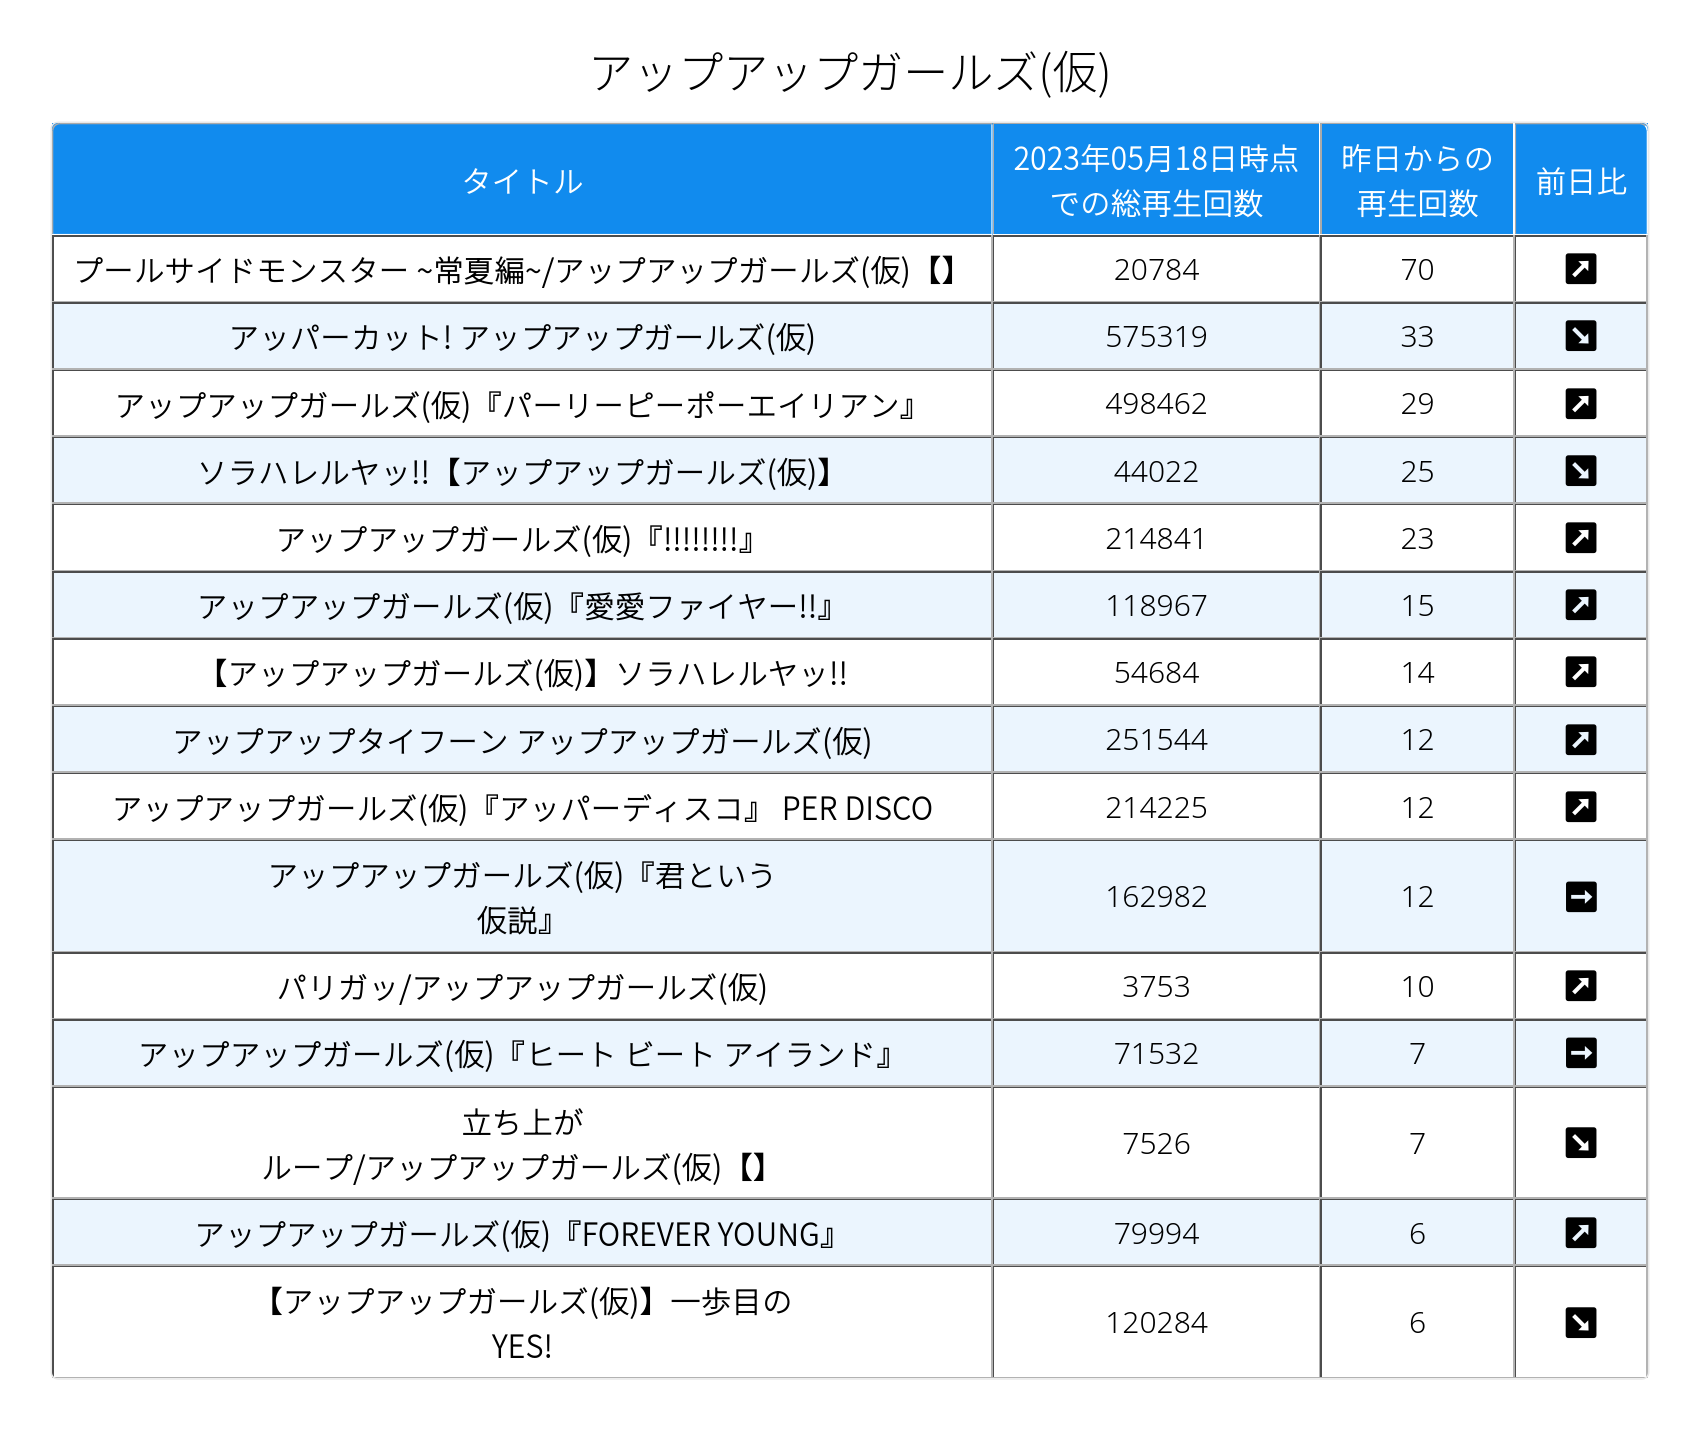 アップアップガールズ(仮)
タイトル
2023年05月18日時点
での総再生回数
昨日からの
再生回数
前日比
プールサイドモンスター ~常夏編~/アップアップガールズ(仮)【】 20784 70 ↗
アッパーカット! アップアップガールズ(仮) 575319 33 ↘
アップアップガールズ(仮)『パーリーピーポーエイリアン』 498462 29 ↗
ソラハレルヤッ!!【アップアップガールズ(仮)】 44022 25 ↘
アップアップガールズ(仮)『!!!!!!!!』 214841 23 ↗
アップアップガールズ(仮)『愛愛ファイヤー!!』 118967 15 ↗
【アップアップガールズ(仮)】ソラハレルヤッ!! 54684 14 ↗
アップアップタイフーン アップアップガールズ(仮) 251544 12 ↗
アップアップガールズ(仮)『アッパーディスコ』 PER DISCO 214225 12 ↗
アップアップガールズ(仮)『君という
仮説』 162982 12 →
パリガッ/アップアップガールズ(仮) 3753 10 ↗
アップアップガールズ(仮)『ヒート ビート アイランド』 71532 7 →
立ち上が
ループ/アップアップガールズ(仮)【】 7526 7 ↘
アップアップガールズ(仮)『FOREVER YOUNG』 79994 6 ↗
【アップアップガールズ(仮)】一歩目の
YES! 120284 6 ↘